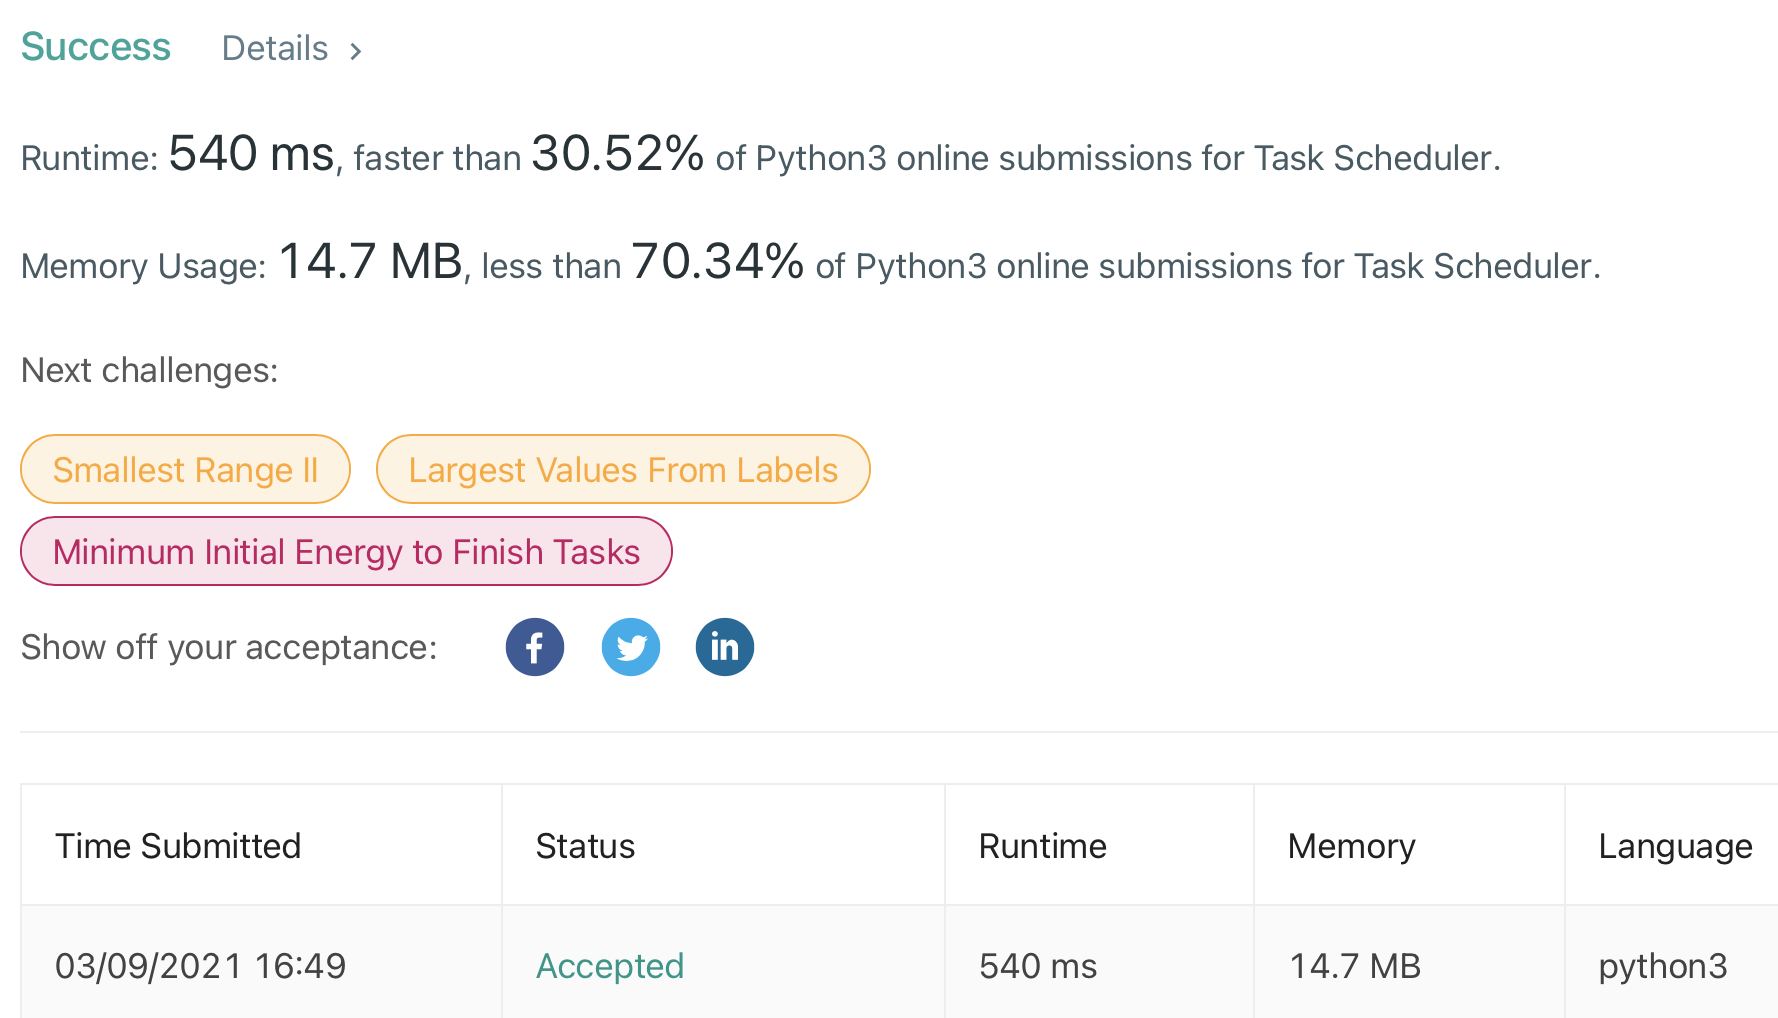 Success Details >
Runtime: 540 ms, faster than 30.52% of Python3 online submissions for Task Scheduler.
Memory Usage: 14.7 MB, less than 70.34% of Python3 online submissions for Task Scheduler.
Next challenges:
Smallest Range II Largest Values From Labels
Minimum Initial Energy to Finish Tasks
Show off your acceptance: f in
Time Submitted Status Runtime Memory Language
03/09/2021 16:49 Accepted 540 ms 14.7 MB python3